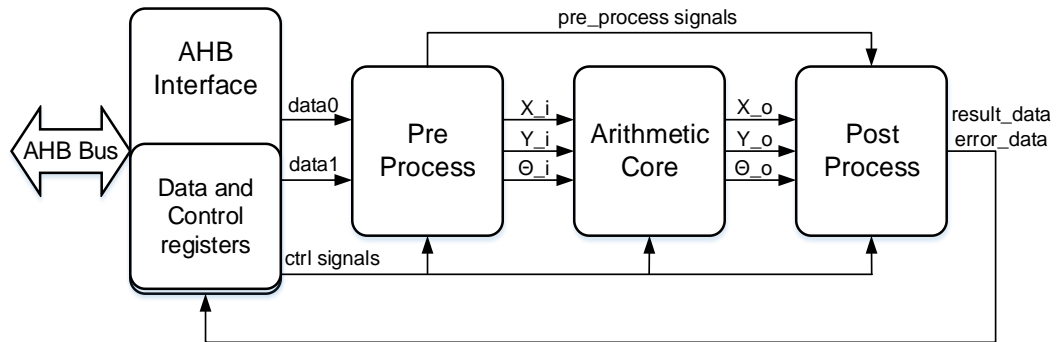 pre_process signals
AHB
Interface
AHB Bus
Data and
Control
registers
data0
data1
ctrl signals
Pre
Process
X_i
Y_i
Θ_i
Arithmetic
Core
X_o
Y_o
Θ_o
Post
Process
result_data
error_data